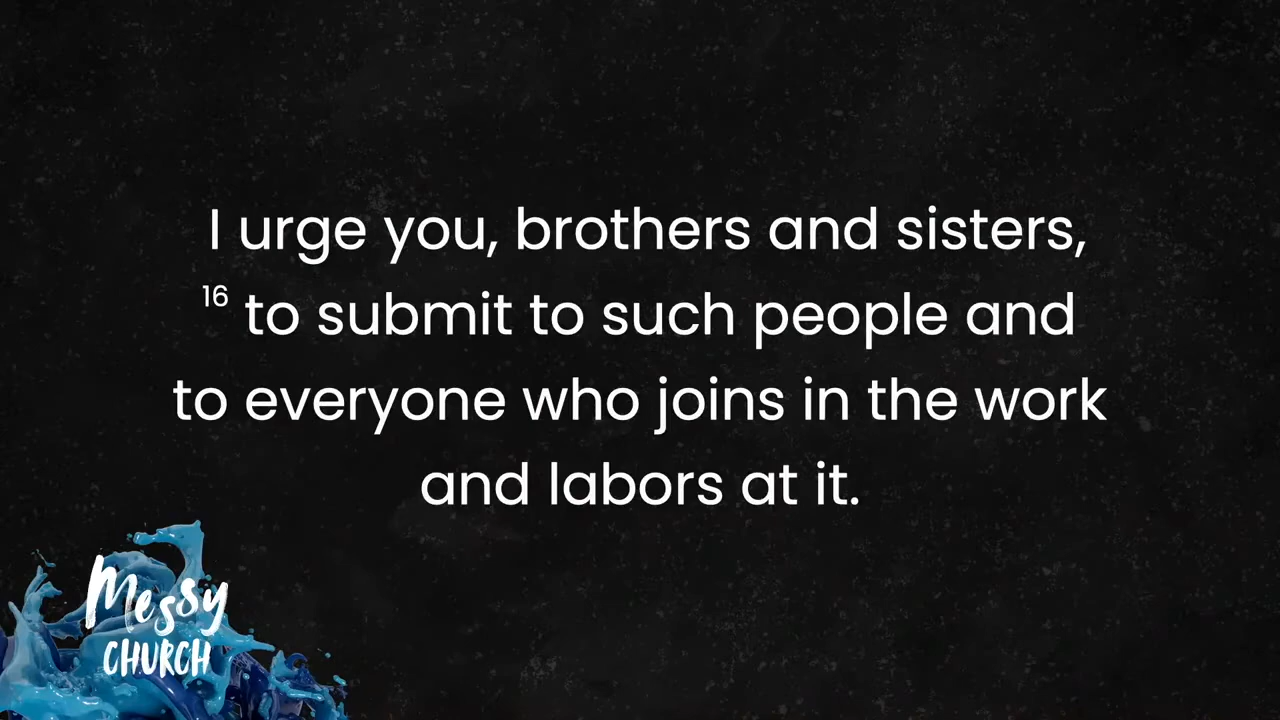 I urge you, brothers and sisters,
16 to submit to such people and
to everyone who joins in the work
and labors at it.
Messy
CHURCH